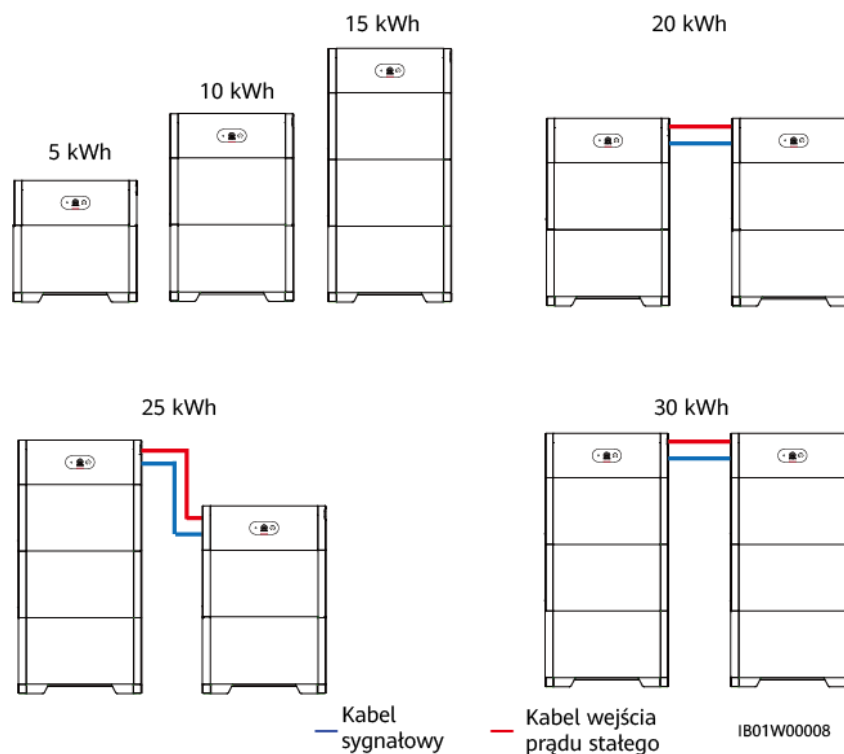 15 kWh
20 kWh
10 kWh
5 kWh
25 kWh
30 kWh
Kabel
sygnałowy
Kabel wejścia
prądu stałego
IB01W00008